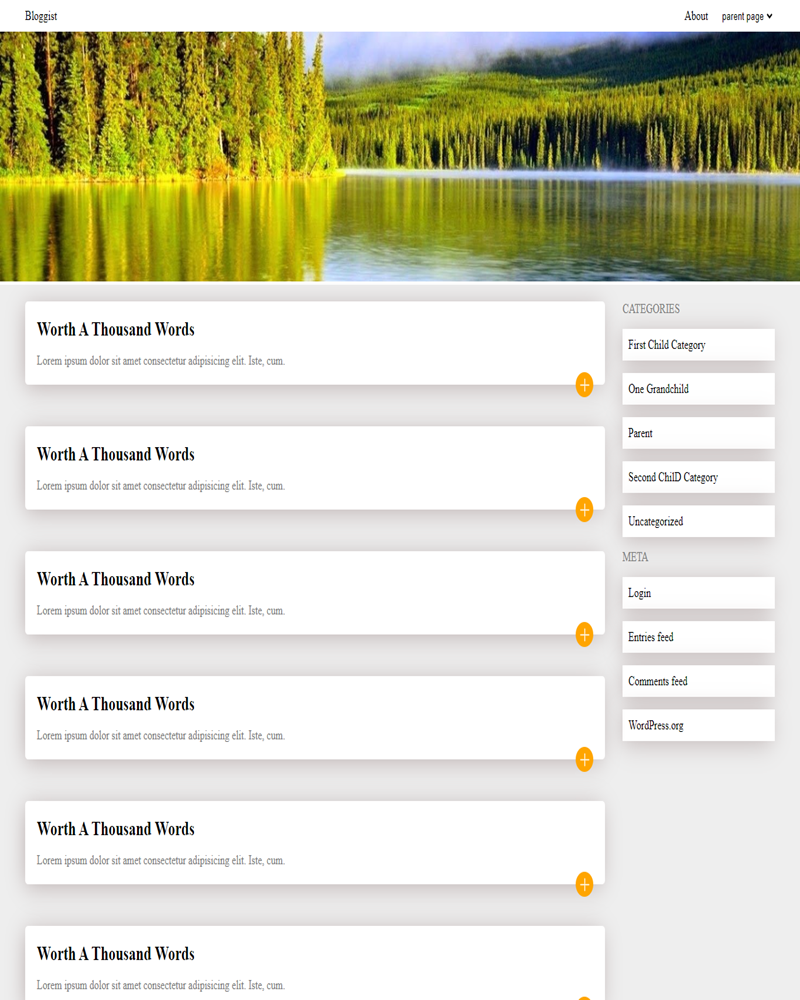 Bloggist
About
parent page
Worth A Thousand Words
Lorem ipsum dolor sit amet consectetur adipisicing elit. Iste, cum.
Worth A Thousand Words
Lorem ipsum dolor sit amet consectetur adipisicing elit. Iste, cum.
Worth A Thousand Words
Lorem ipsum dolor sit amet consectetur adipisicing elit. Iste, cum.
Worth A Thousand Words
Lorem ipsum dolor sit amet consectetur adipisicing elit. Iste, cum.
Worth A Thousand Words
Lorem ipsum dolor sit amet consectetur adipisicing elit. Iste, cum.
Worth A Thousand Words
Lorem ipsum dolor sit amet consectetur adipisicing elit. Iste, cum.
CATEGORIES
First Child Category
One Grandchild
Parent
Second ChilD Category
Uncategorized
META
Login
Entries feed
Comments feed
WordPress.org